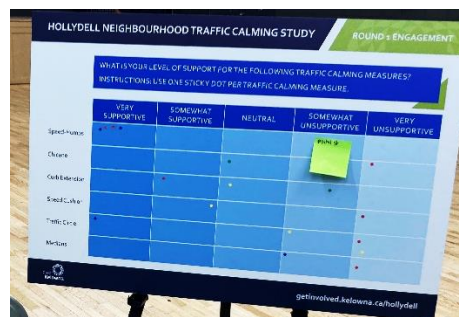 HOLLYDELL NEIGHBOURHOOD TRAFFIC CALMING STUDY
ROUND 1 ENGAGEMENT
WHAT IS YOUR LEVEL OF SUPPORT FOR THE FOLLOWING TRAFFIC CALMING MEASURES?
INSTRUCTIONS: USE ONE STICKY DOT PER TRAFFIC CALMING MEASURE.
VERY SUPPORTIVE
SOMEWHAT SUPPORTIVE
NEUTRAL
SOMEWHAT UNSUPPORTIVE
VERY UNSUPPORTIVE
Speed Humps
Chicane
Curb Extension
Speed Cushion
Traffic Circle
Medians
getinvolved.kelowna.ca/hollydell